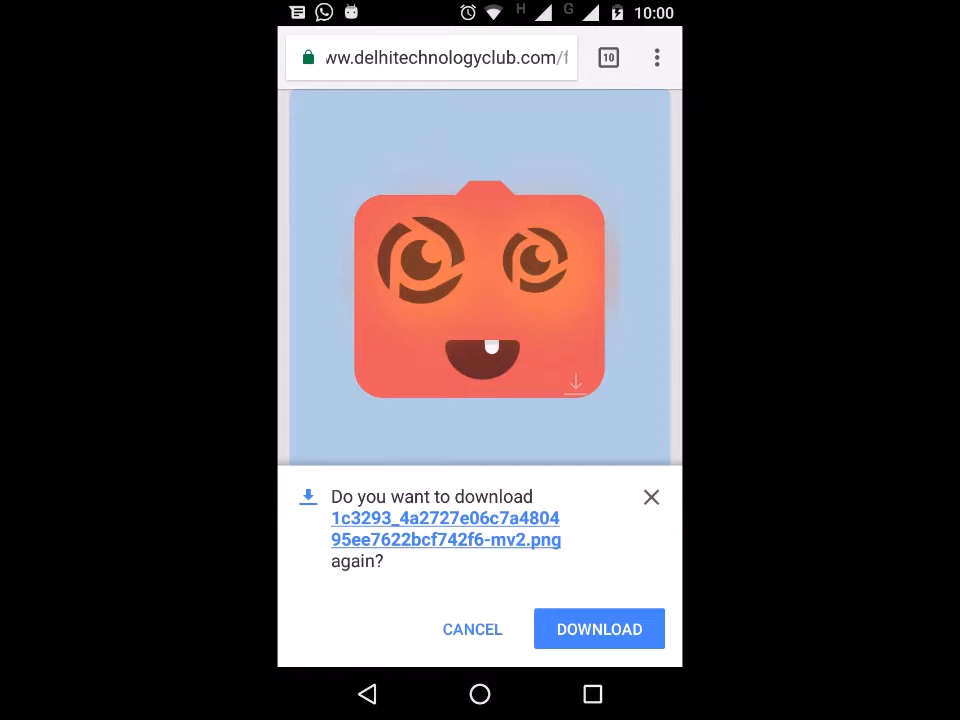 H G 10:00
ww.delhitechnologyclub.com/f
10
Do you want to download
1c3293_4a2727e06c7a4804
95ee7622bcf742f6-mv2.png
again?
CANCEL DOWNLOAD